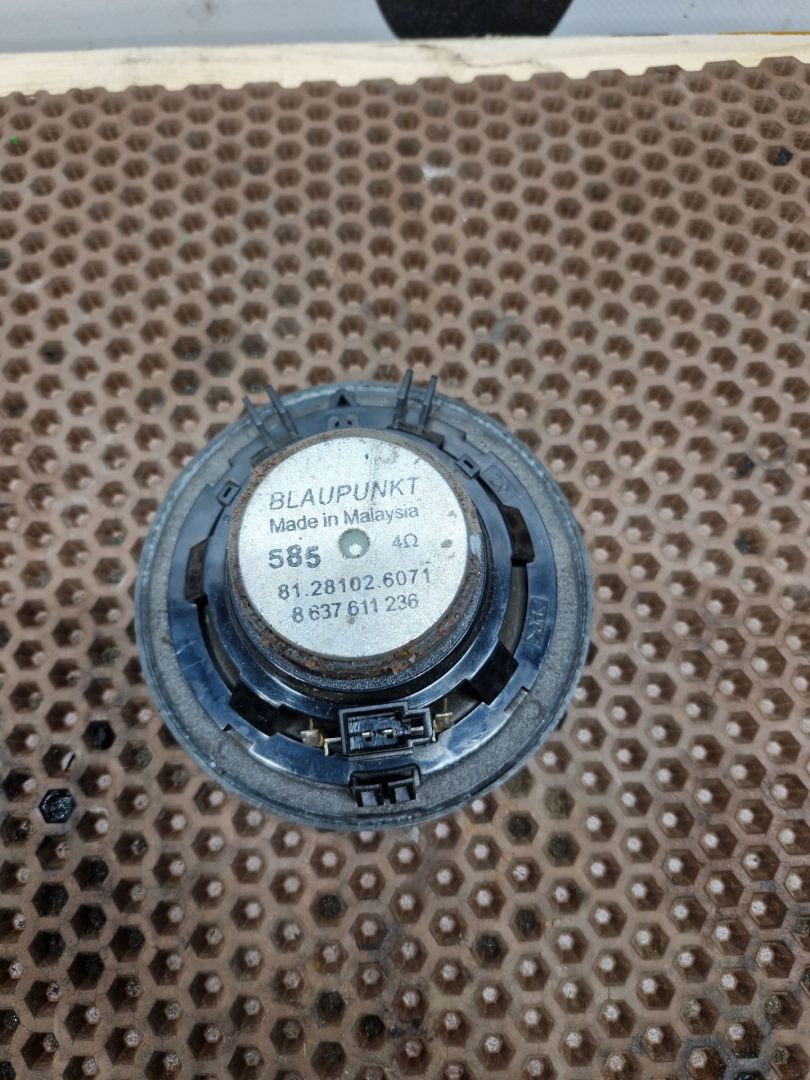 BLAUPUNKT
Made in Malaysia
585 4Ω
81.28102.6071
8 637 611 236